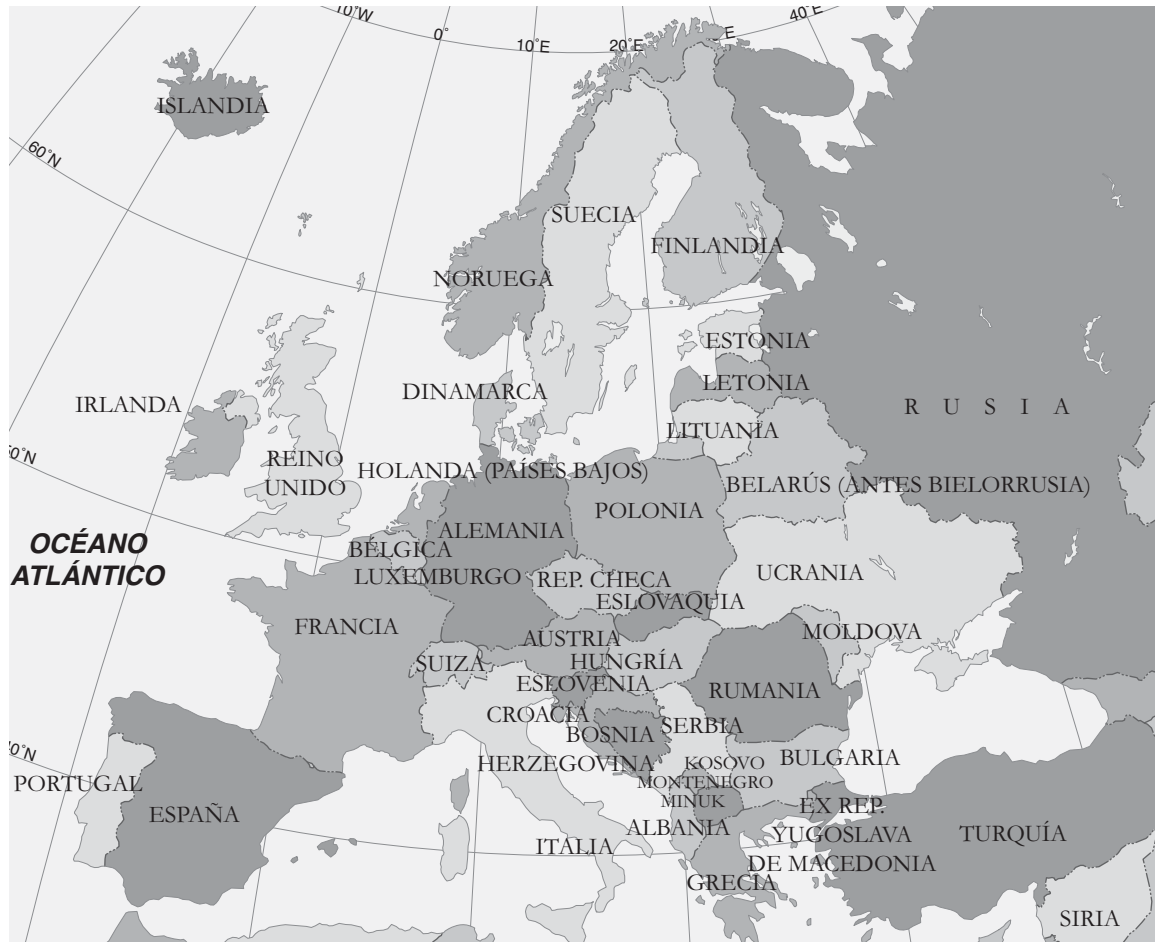 10°W
0°
10°E
20°E
40°E
ISLANDIA
60°N
SUECIA
FINLANDIA
NORUEGA
ESTONIA
DINAMARCA
LETONIA
IRLANDA
RUSIA
LITUANÍA
REINO
UNIDO
HOLANDA (PAÍSES BAJOS)
BELARÚS (ANTES BIELORRUSIA)
POLONIA
ALEMANIA
OCÉANO
ATLÁNTICO
BÉLGICA
LUXEMBURGO
REP. CHECA
UCRANIA
ESLOVAQUIA
FRANCIA
AUSTRIA
MOLDOVA
SUIZA
HUNGRÍA
ESLOVENIA
RUMANIA
CROACIA
BOSNIA
SERBIA
HERZEGOVINA
KOSOVO
BULGARIA
MONTENEGRO
MINUK
PORTUGAL
ESPAÑA
EX REP.
YUGOSLAVA
DE MACEDONIA
ALBANIA
TURQUÍA
ITALIA
GRECIA
SIRIA